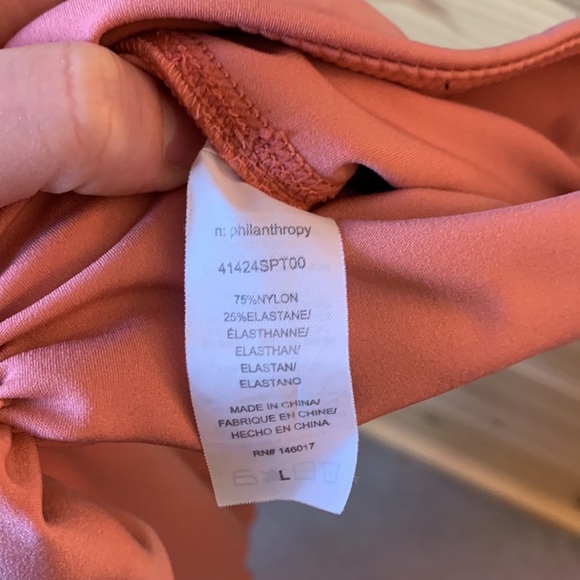 n: philanthropy
41424SPT00
75%NYLON
25%ELASTANE/
ÉLASTHANNE/
ELASTHAN/
ELASTAN/
ELASTANO
MADE IN CHINA/
FABRIQUE EN CHINE/
HECHO EN CHINA
RN# 146017
L